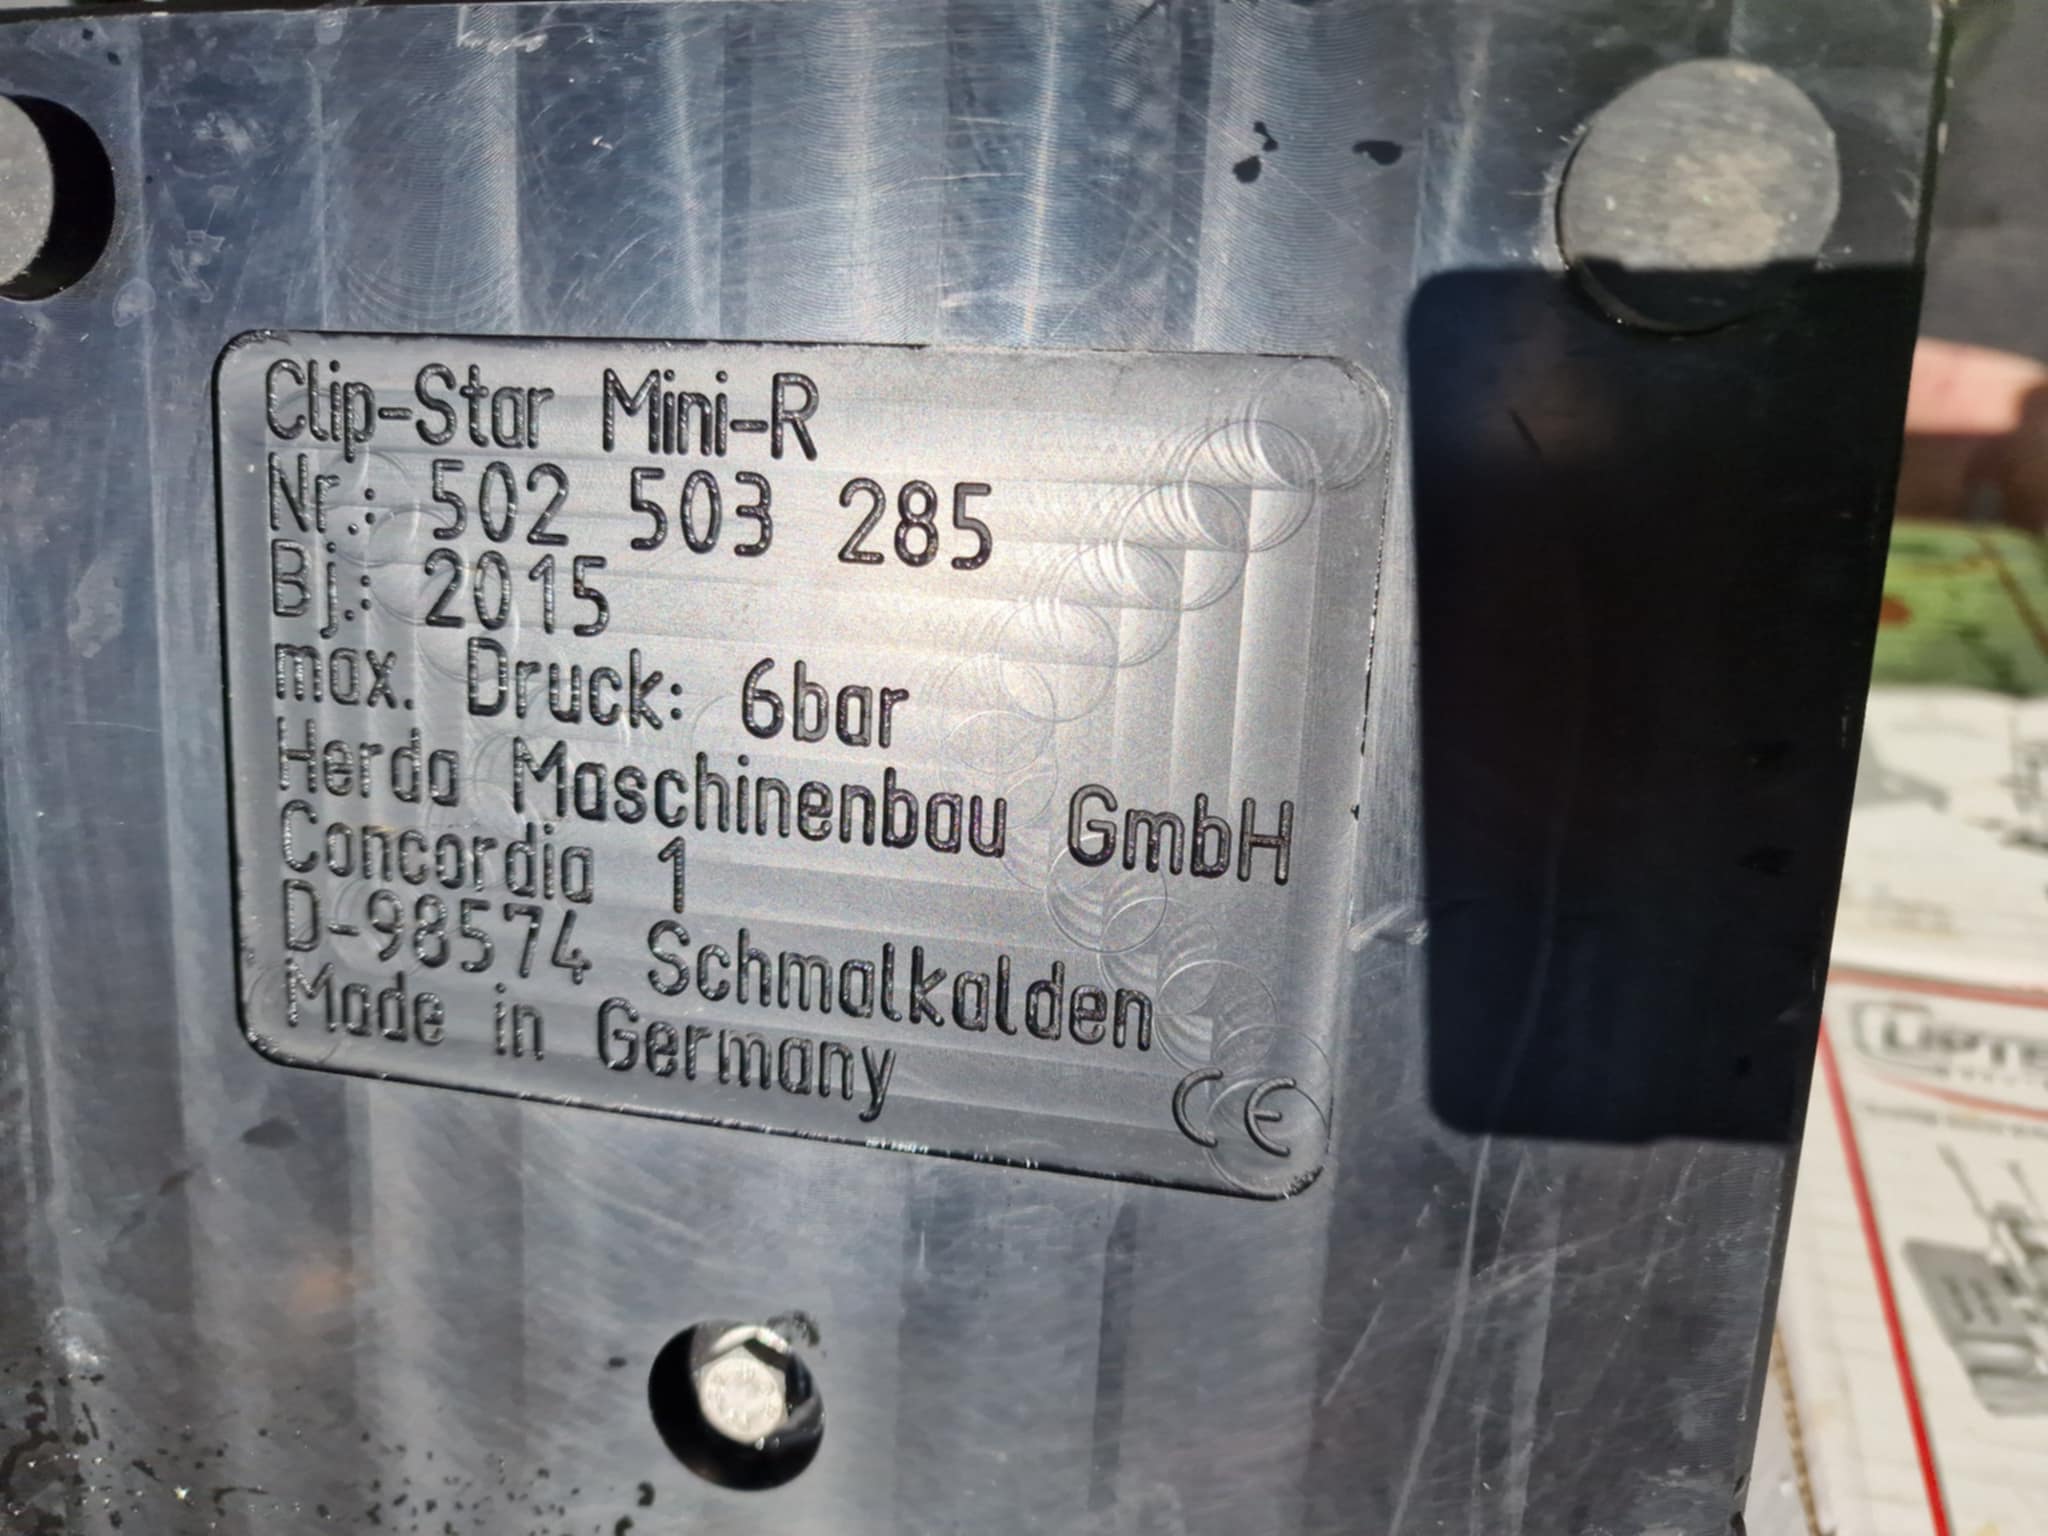 Clip-Star Mini-R
Nr.: 502 503 285
Bj.: 2015
max. Druck: 6bar
Herda Maschinenbau GmbH
Concordia 1
D-98574 Schmalkalden
Made in Germany
CE